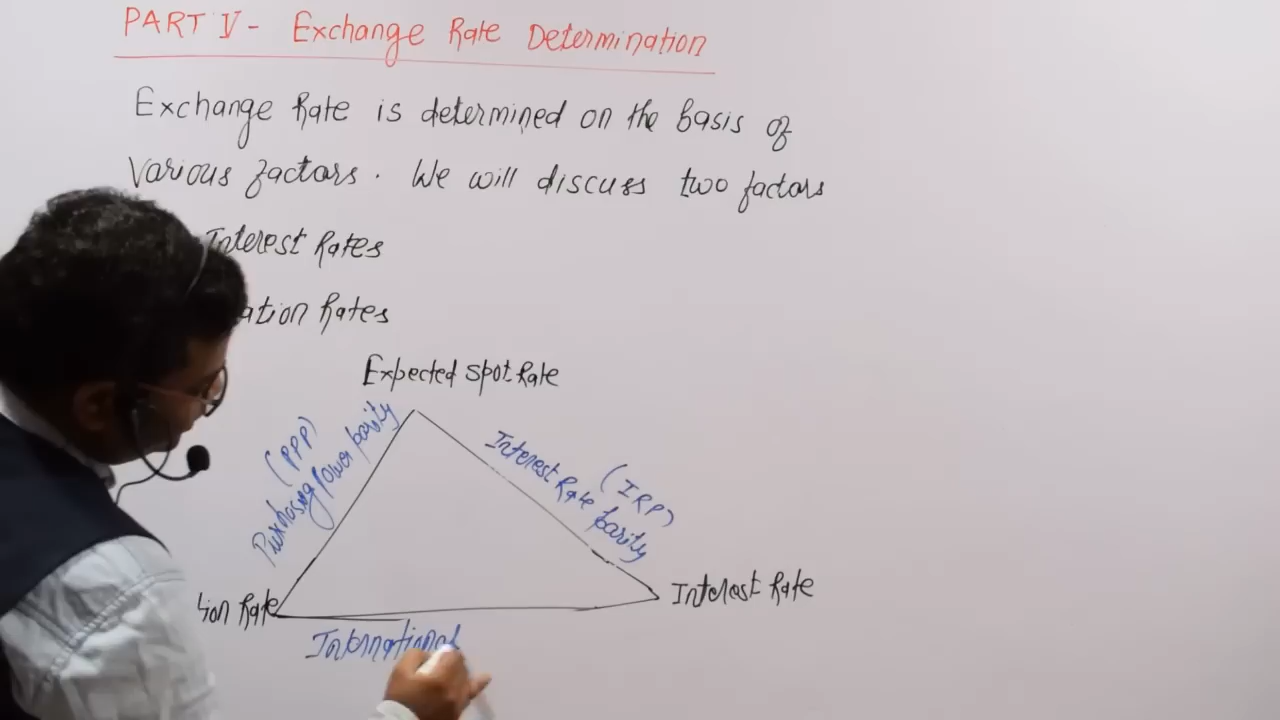 PART V - Exchange Rate Determination
Exchange Rate is determined on the basis of
various factors. We will discuss two factors
Interest Rates
ation Rates
Expected Spot Rate
(PPP)
Purchasing Power parity
Interest Rate parity
(IRP)
ion Rate
Interest Rate
International